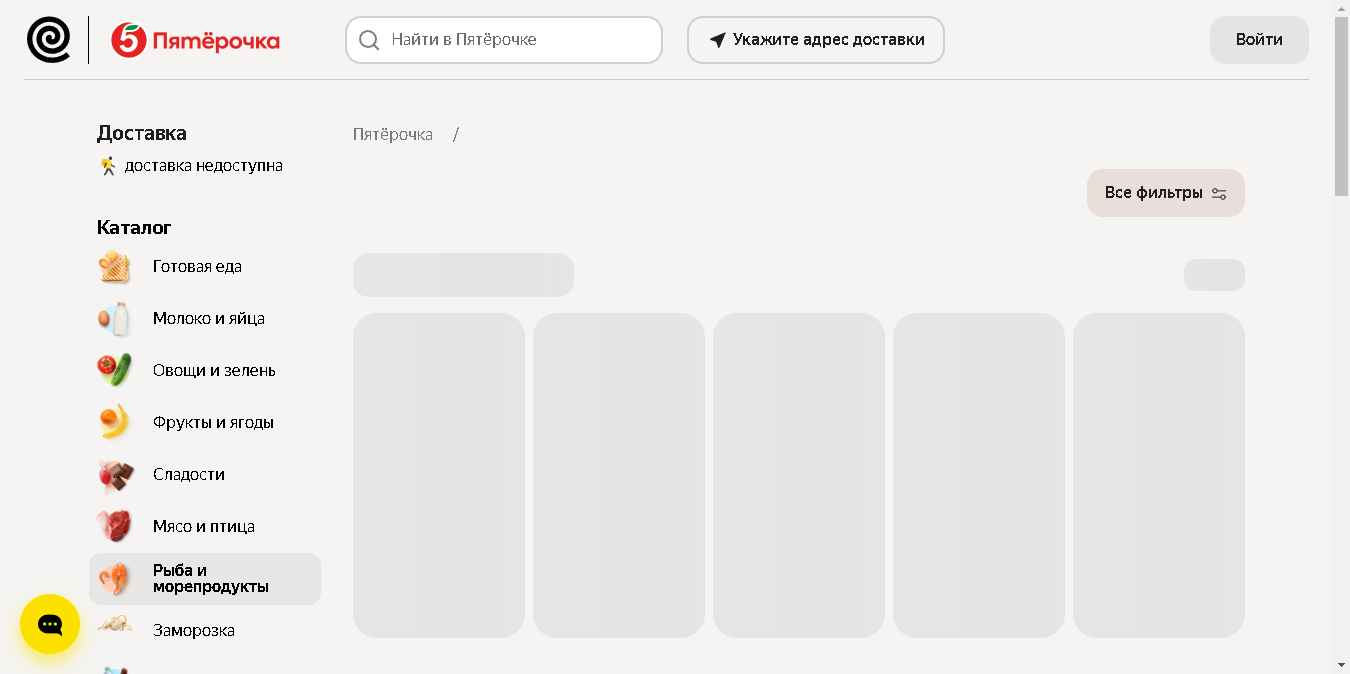 5 Пятёрочка
Найти в Пятёрочке
Укажите адрес доставки
Войти
Доставка
доставка недоступна
Каталог
Готовая еда
Молоко и яйца
Овощи и зелень
Фрукты и ягоды
Сладости
Мясо и птица
Рыба и
морепродукты
Заморозка
Пятёрочка /
Все фильтры